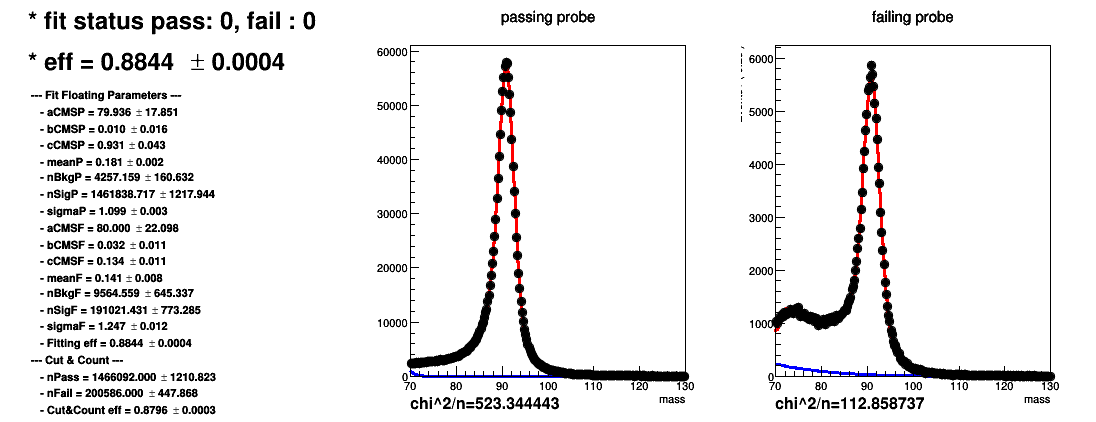 * fit status pass: 0, fail : 0
* eff = 0.8844 ± 0.0004
--- Fit Floating Parameters ---
- aCMSP = 79.936 ± 17.851
- bCMSP = 0.010 ± 0.016
- cCMSP = 0.931 ± 0.043
- meanP = 0.181 ± 0.002
- nBkgP = 4257.159 ± 160.632
- nSigP = 1461838.717 ± 1217.944
- sigmaP = 1.099 ± 0.003
- aCMSF = 80.000 ± 22.098
- bCMSF = 0.032 ± 0.011
- cCMSF = 0.134 ± 0.011
- meanF = 0.141 ± 0.008
- nBkgF = 9564.559 ± 645.337
- nSigF = 191021.431 ± 773.285
- sigmaF = 1.247 ± 0.012
- Fitting eff = 0.8844 ± 0.0004
--- Cut & Count ---
- nPass = 1466092.000 ± 1210.823
- nFail = 200586.000 ± 447.868
- Cut&Count eff = 0.8796 ± 0.0003
passing probe
60000
50000
40000
30000
20000
10000
0
70 80 90 100 110 120 130
mass
chi^2/n=523.344443
failing probe
6000
5000
4000
3000
2000
1000
0
70 80 90 100 110 120 130
mass
chi^2/n=112.858737